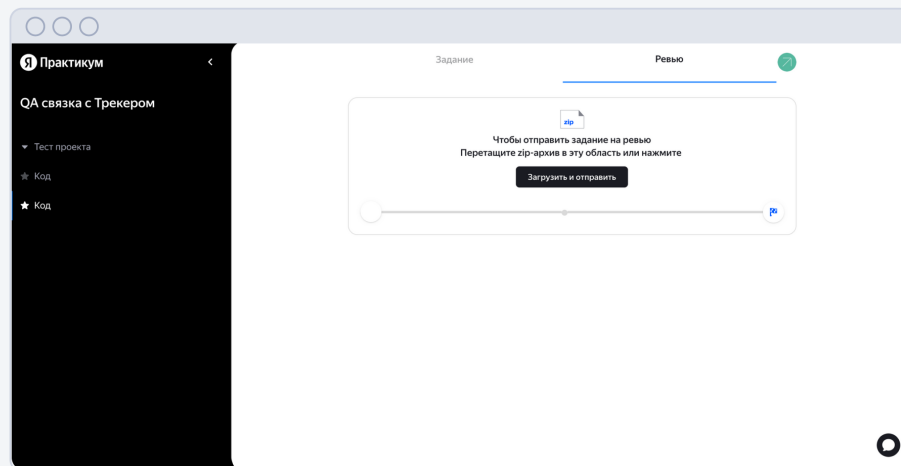 Я Практикум
QA связка с Трекером
Тест проекта
Код
Код
Задание
Ревью
zip
Чтобы отправить задание на ревью
Перетащите zip-архив в эту область или нажмите
Загрузить и отправить